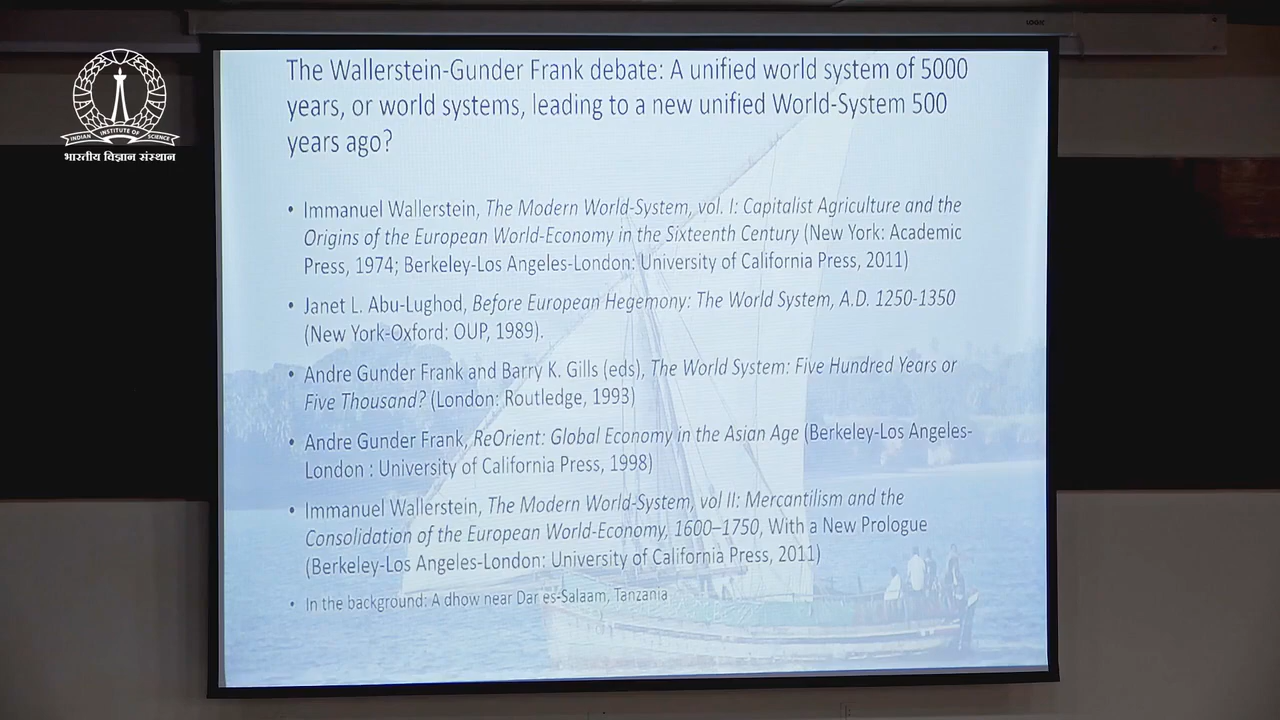 LOGIC
INDIAN INSTITUTE OF SCIENCE
भारतीय विज्ञान संस्थान
The Wallerstein-Gunder Frank debate: A unified world system of 5000
years, or world systems, leading to a new unified World-System 500
years ago?
• Immanuel Wallerstein, The Modern World-System, vol. I: Capitalist Agriculture and the
Origins of the European World-Economy in the Sixteenth Century (New York: Academic
Press, 1974; Berkeley-Los Angeles-London: University of California Press, 2011)
• Janet L. Abu-Lughod, Before European Hegemony: The World System, A.D. 1250-1350
(New York-Oxford: OUP, 1989).
• Andre Gunder Frank and Barry K. Gills (eds), The World System: Five Hundred Years or
Five Thousand? (London: Routledge, 1993)
• Andre Gunder Frank, ReOrient: Global Economy in the Asian Age (Berkeley-Los Angeles-
London : University of California Press, 1998)
• Immanuel Wallerstein, The Modern World-System, vol II: Mercantilism and the
Consolidation of the European World-Economy, 1600–1750, With a New Prologue
(Berkeley-Los Angeles-London: University of California Press, 2011)
• In the background: A dhow near Dar es-Salaam, Tanzania